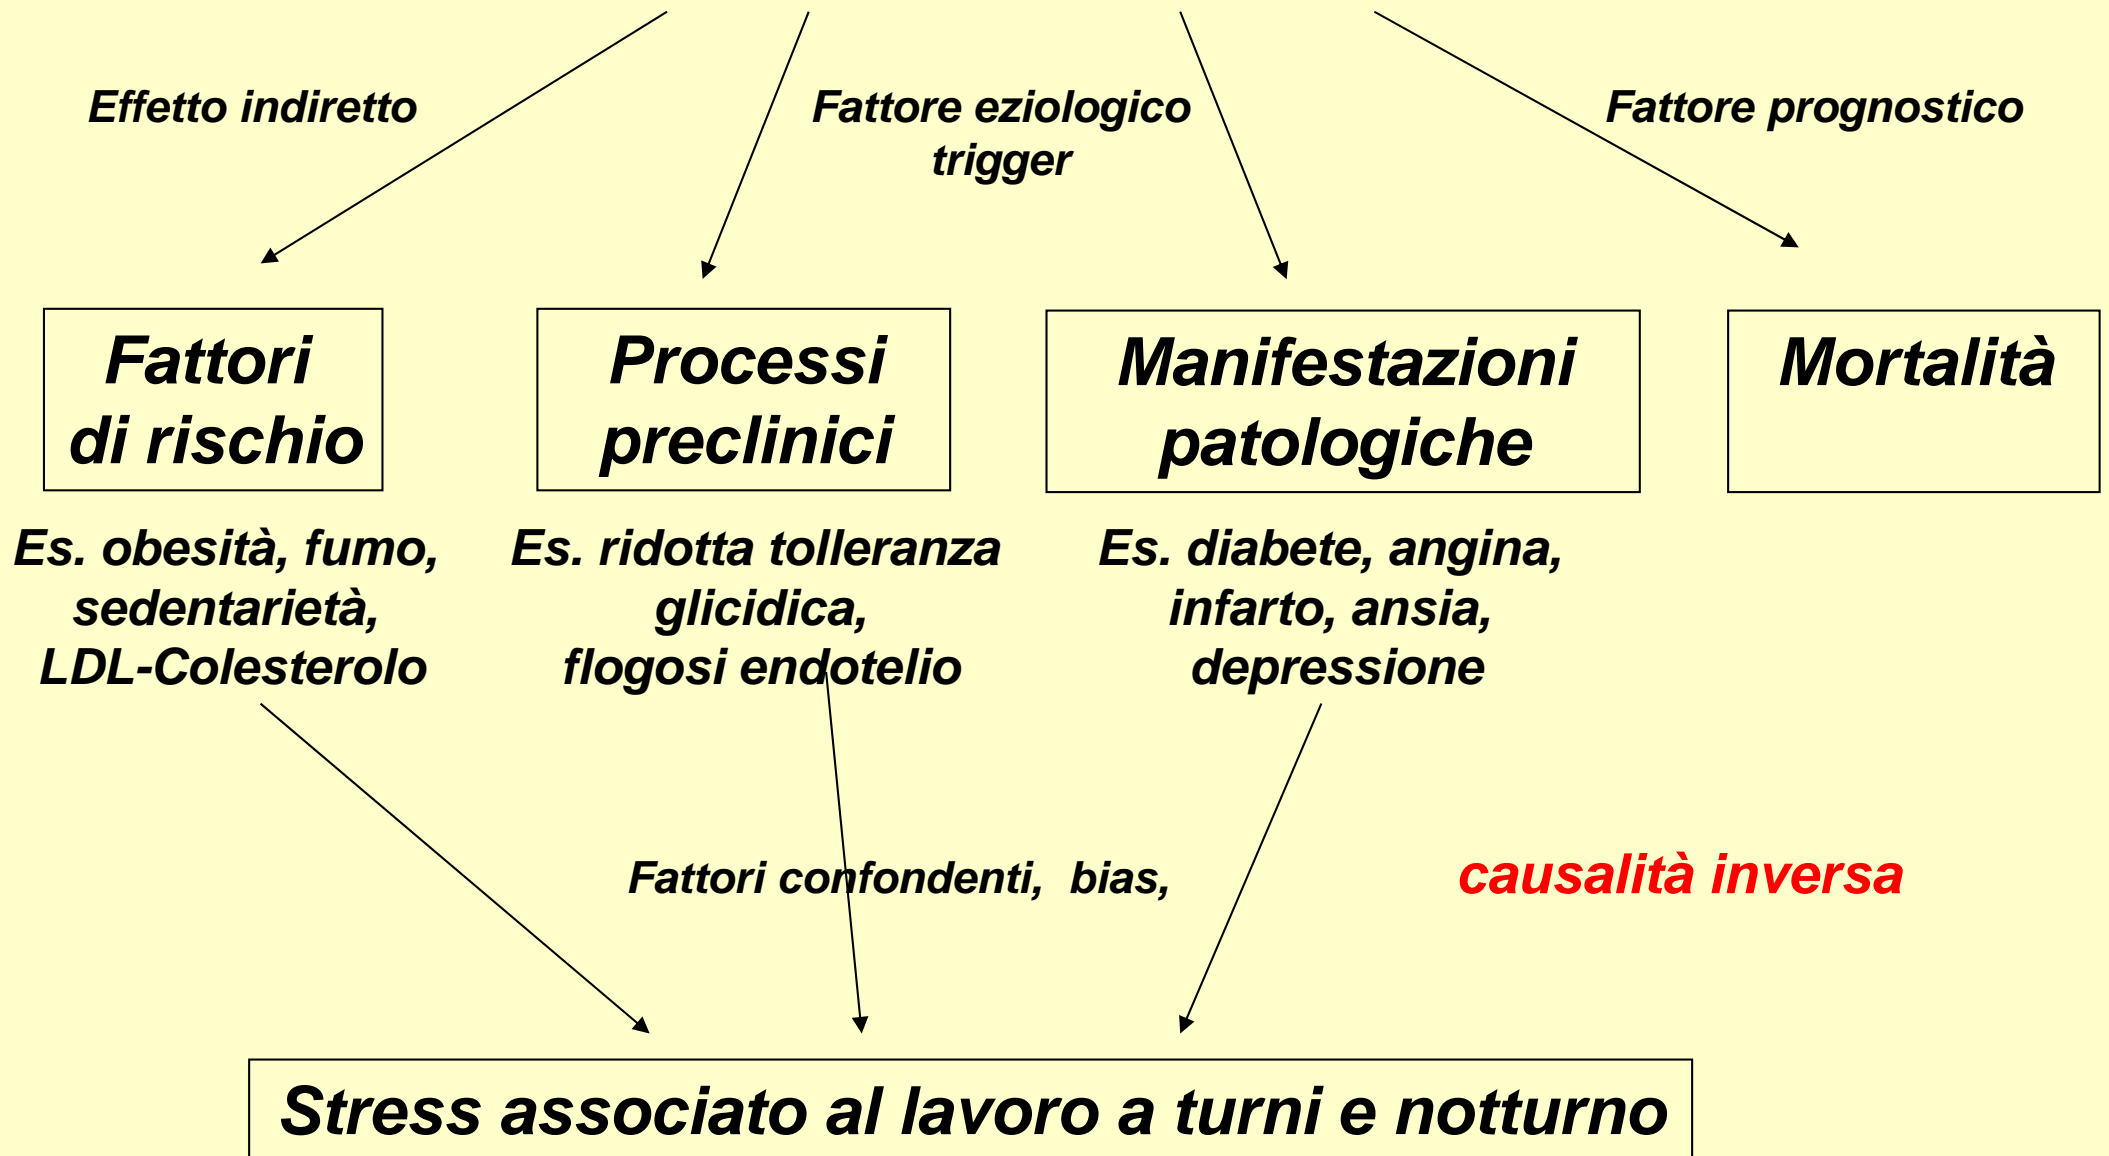 Effetto indiretto
Fattore eziologico
trigger
Fattore prognostico
Fattori
di rischio
Processi
preclinici
Manifestazioni
patologiche
Mortalità
Es. obesità, fumo,
sedentarietà,
LDL-Colesterolo
Es. ridotta tolleranza
glicidica,
flogosi endotelio
Es. diabete, angina,
infarto, ansia,
depressione
Fattori confondenti, bias,
causalità inversa
Stress associato al lavoro a turni e notturno